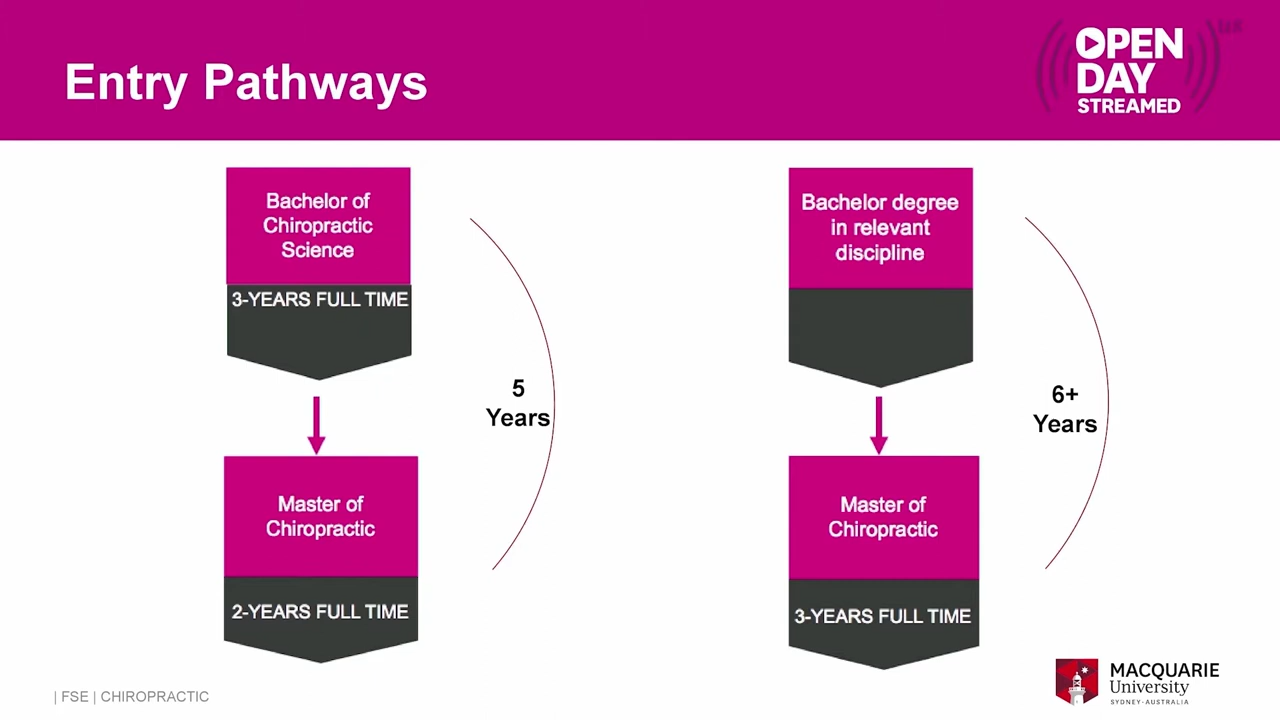 Entry Pathways
OPEN
DAY
STREAMED
Bachelor of
Chiropractic
Science
3-YEARS FULL TIME
5
Years
Master of
Chiropractic
2-YEARS FULL TIME
Bachelor degree
in relevant
discipline
6+
Years
Master of
Chiropractic
3-YEARS FULL TIME
| FSE | CHIROPRACTIC
MACQUARIE
University
SYDNEY·AUSTRALIA